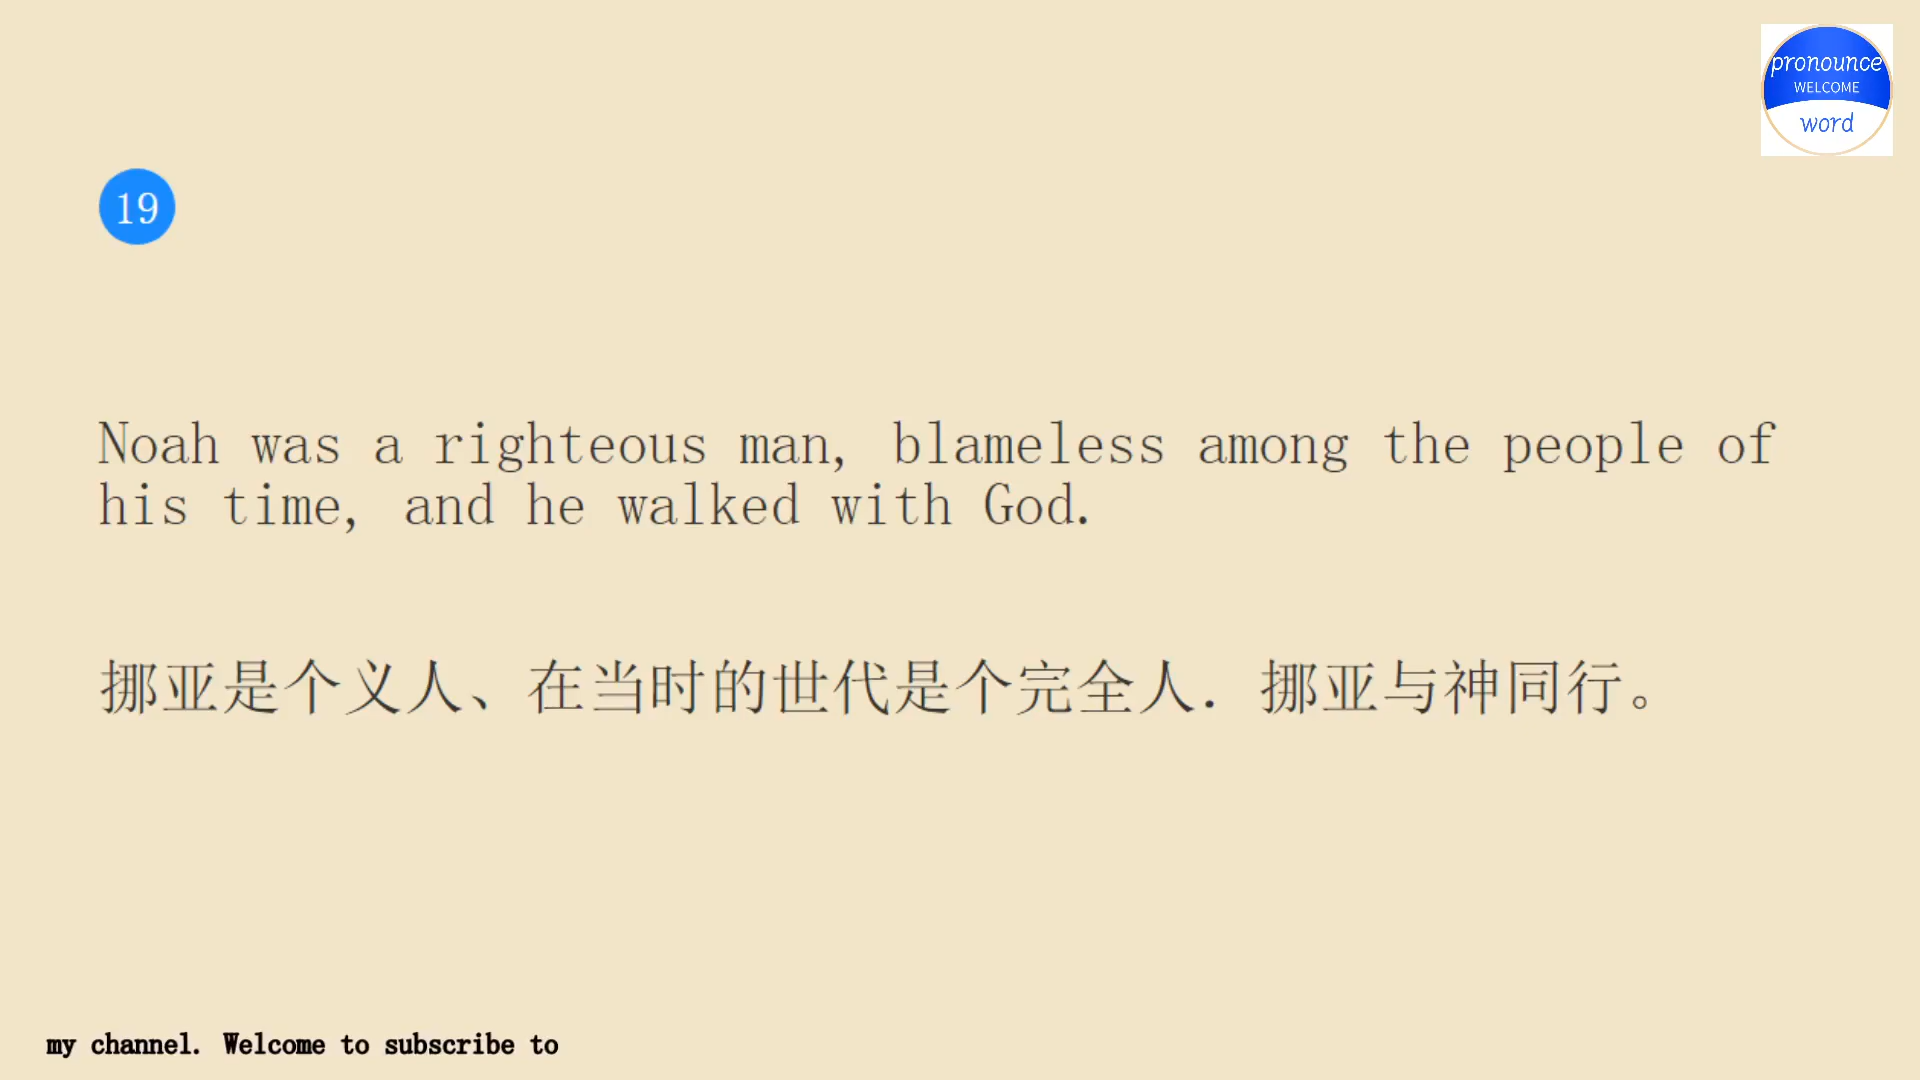 pronounce
WELCOME
word
19
Noah was a righteous man, blameless among the people of
his time, and he walked with God.
挪亚是个义人、在当时的世代是个完全人. 挪亚与神同行。
my channel. Welcome to subscribe to